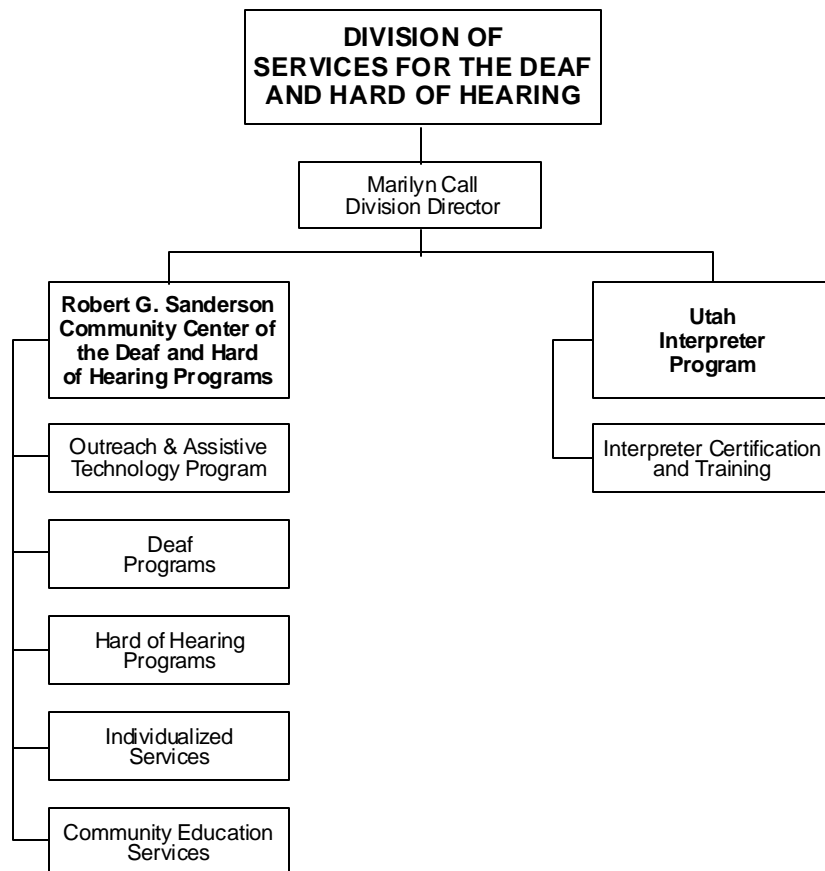 DIVISION OF
SERVICES FOR THE DEAF
AND HARD OF HEARING
Marilyn Call
Division Director
Robert G. Sanderson
Community Center of
the Deaf and Hard
of Hearing Programs
Outreach & Assistive
Technology Program
Deaf
Programs
Hard of Hearing
Programs
Individualized
Services
Community Education
Services
Utah
Interpreter
Program
Interpreter Certification
and Training